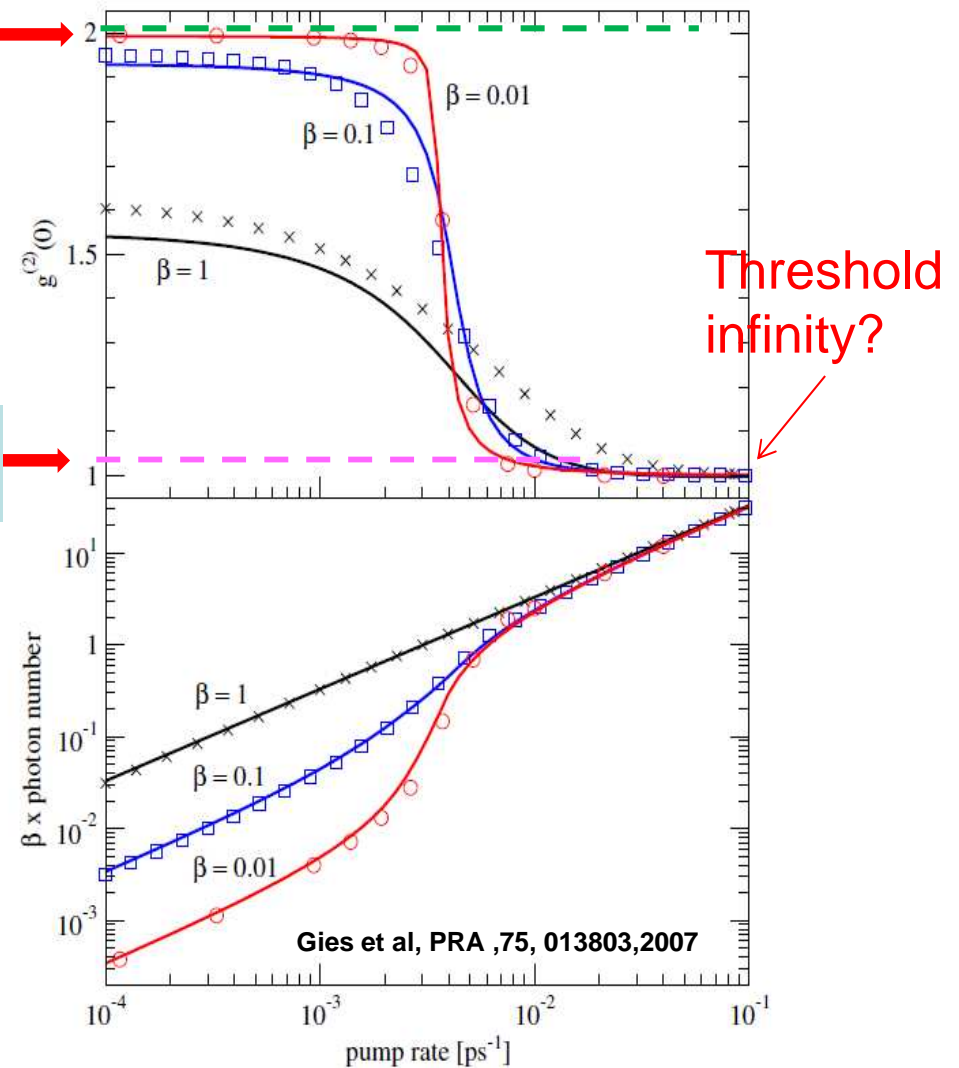 2
β = 0.01
β = 0.1
g⁽²⁾(0)
1.5
β = 1
Threshold
infinity?
1
10¹
1
β x photon number
β = 1
10⁻¹
β = 0.1
10⁻²
β = 0.01
10⁻³
Gies et al, PRA ,75, 013803,2007
10⁻⁴ 10⁻³ 10⁻² 10⁻¹
pump rate [ps⁻¹]